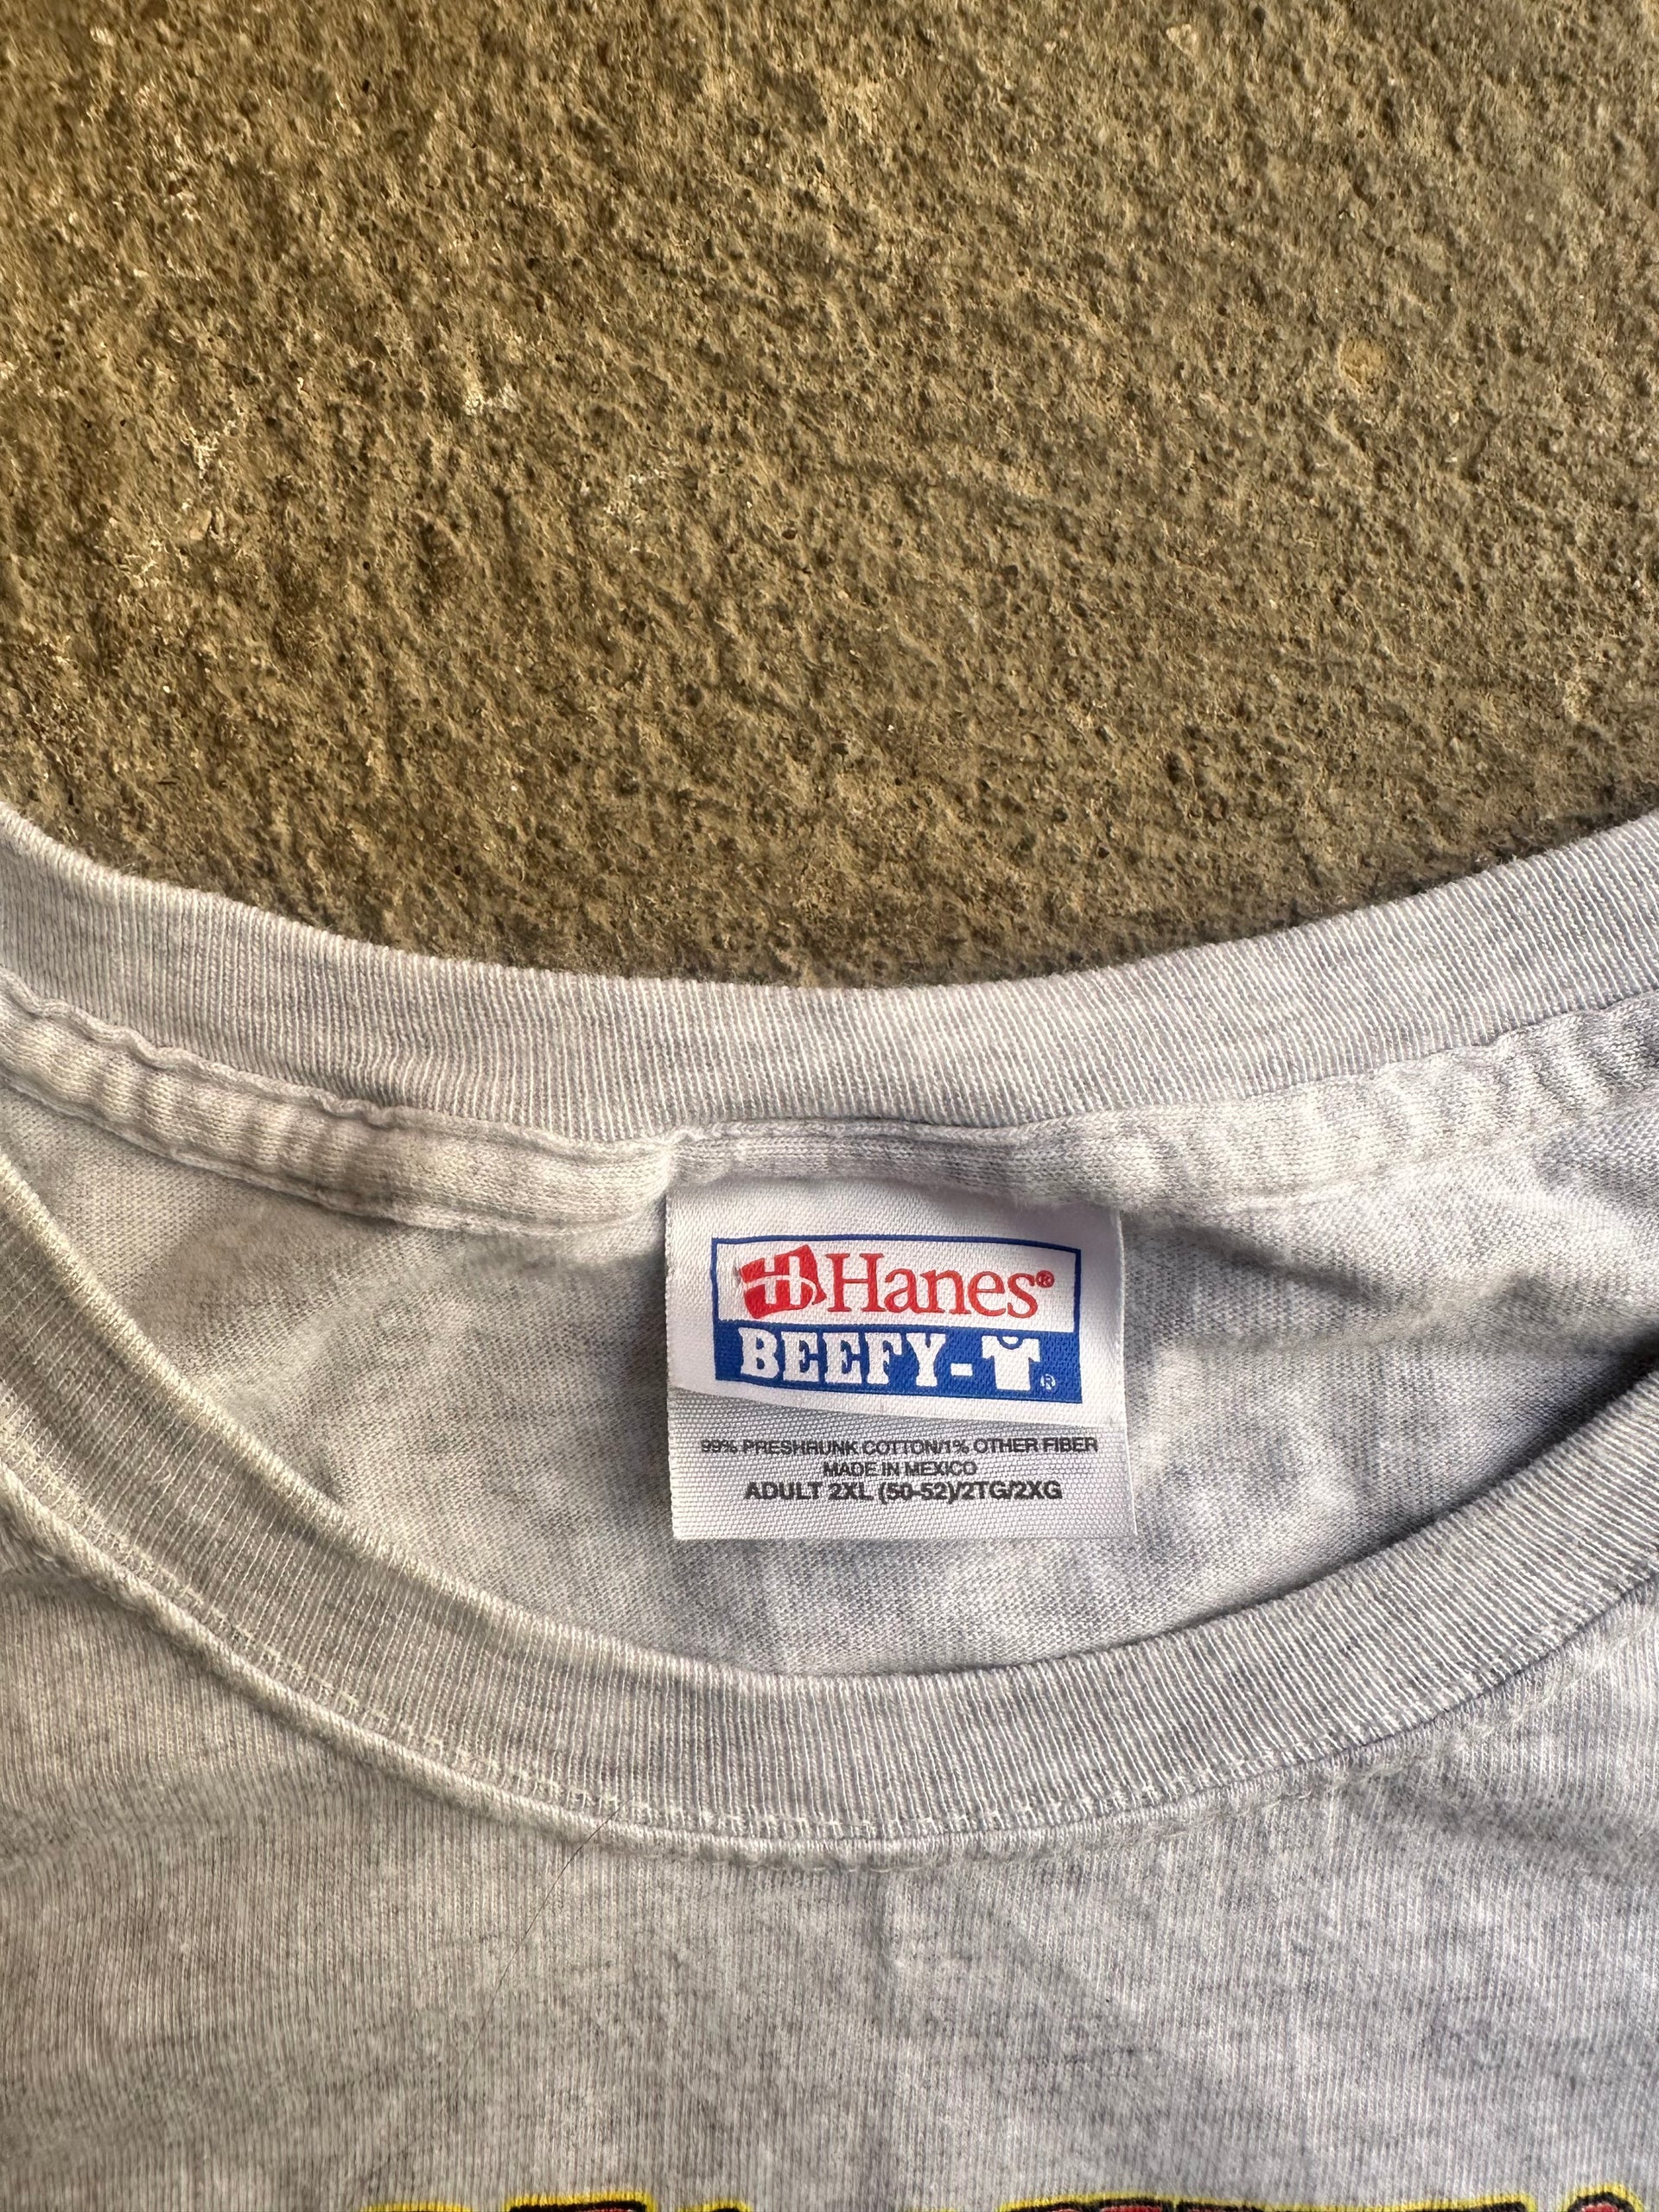 Hanes®
BEEFY-T®
99% PRESHRUNK COTTON/1% OTHER FIBER
MADE IN MEXICO
ADULT 2XL (50-52)/2TG/2XG